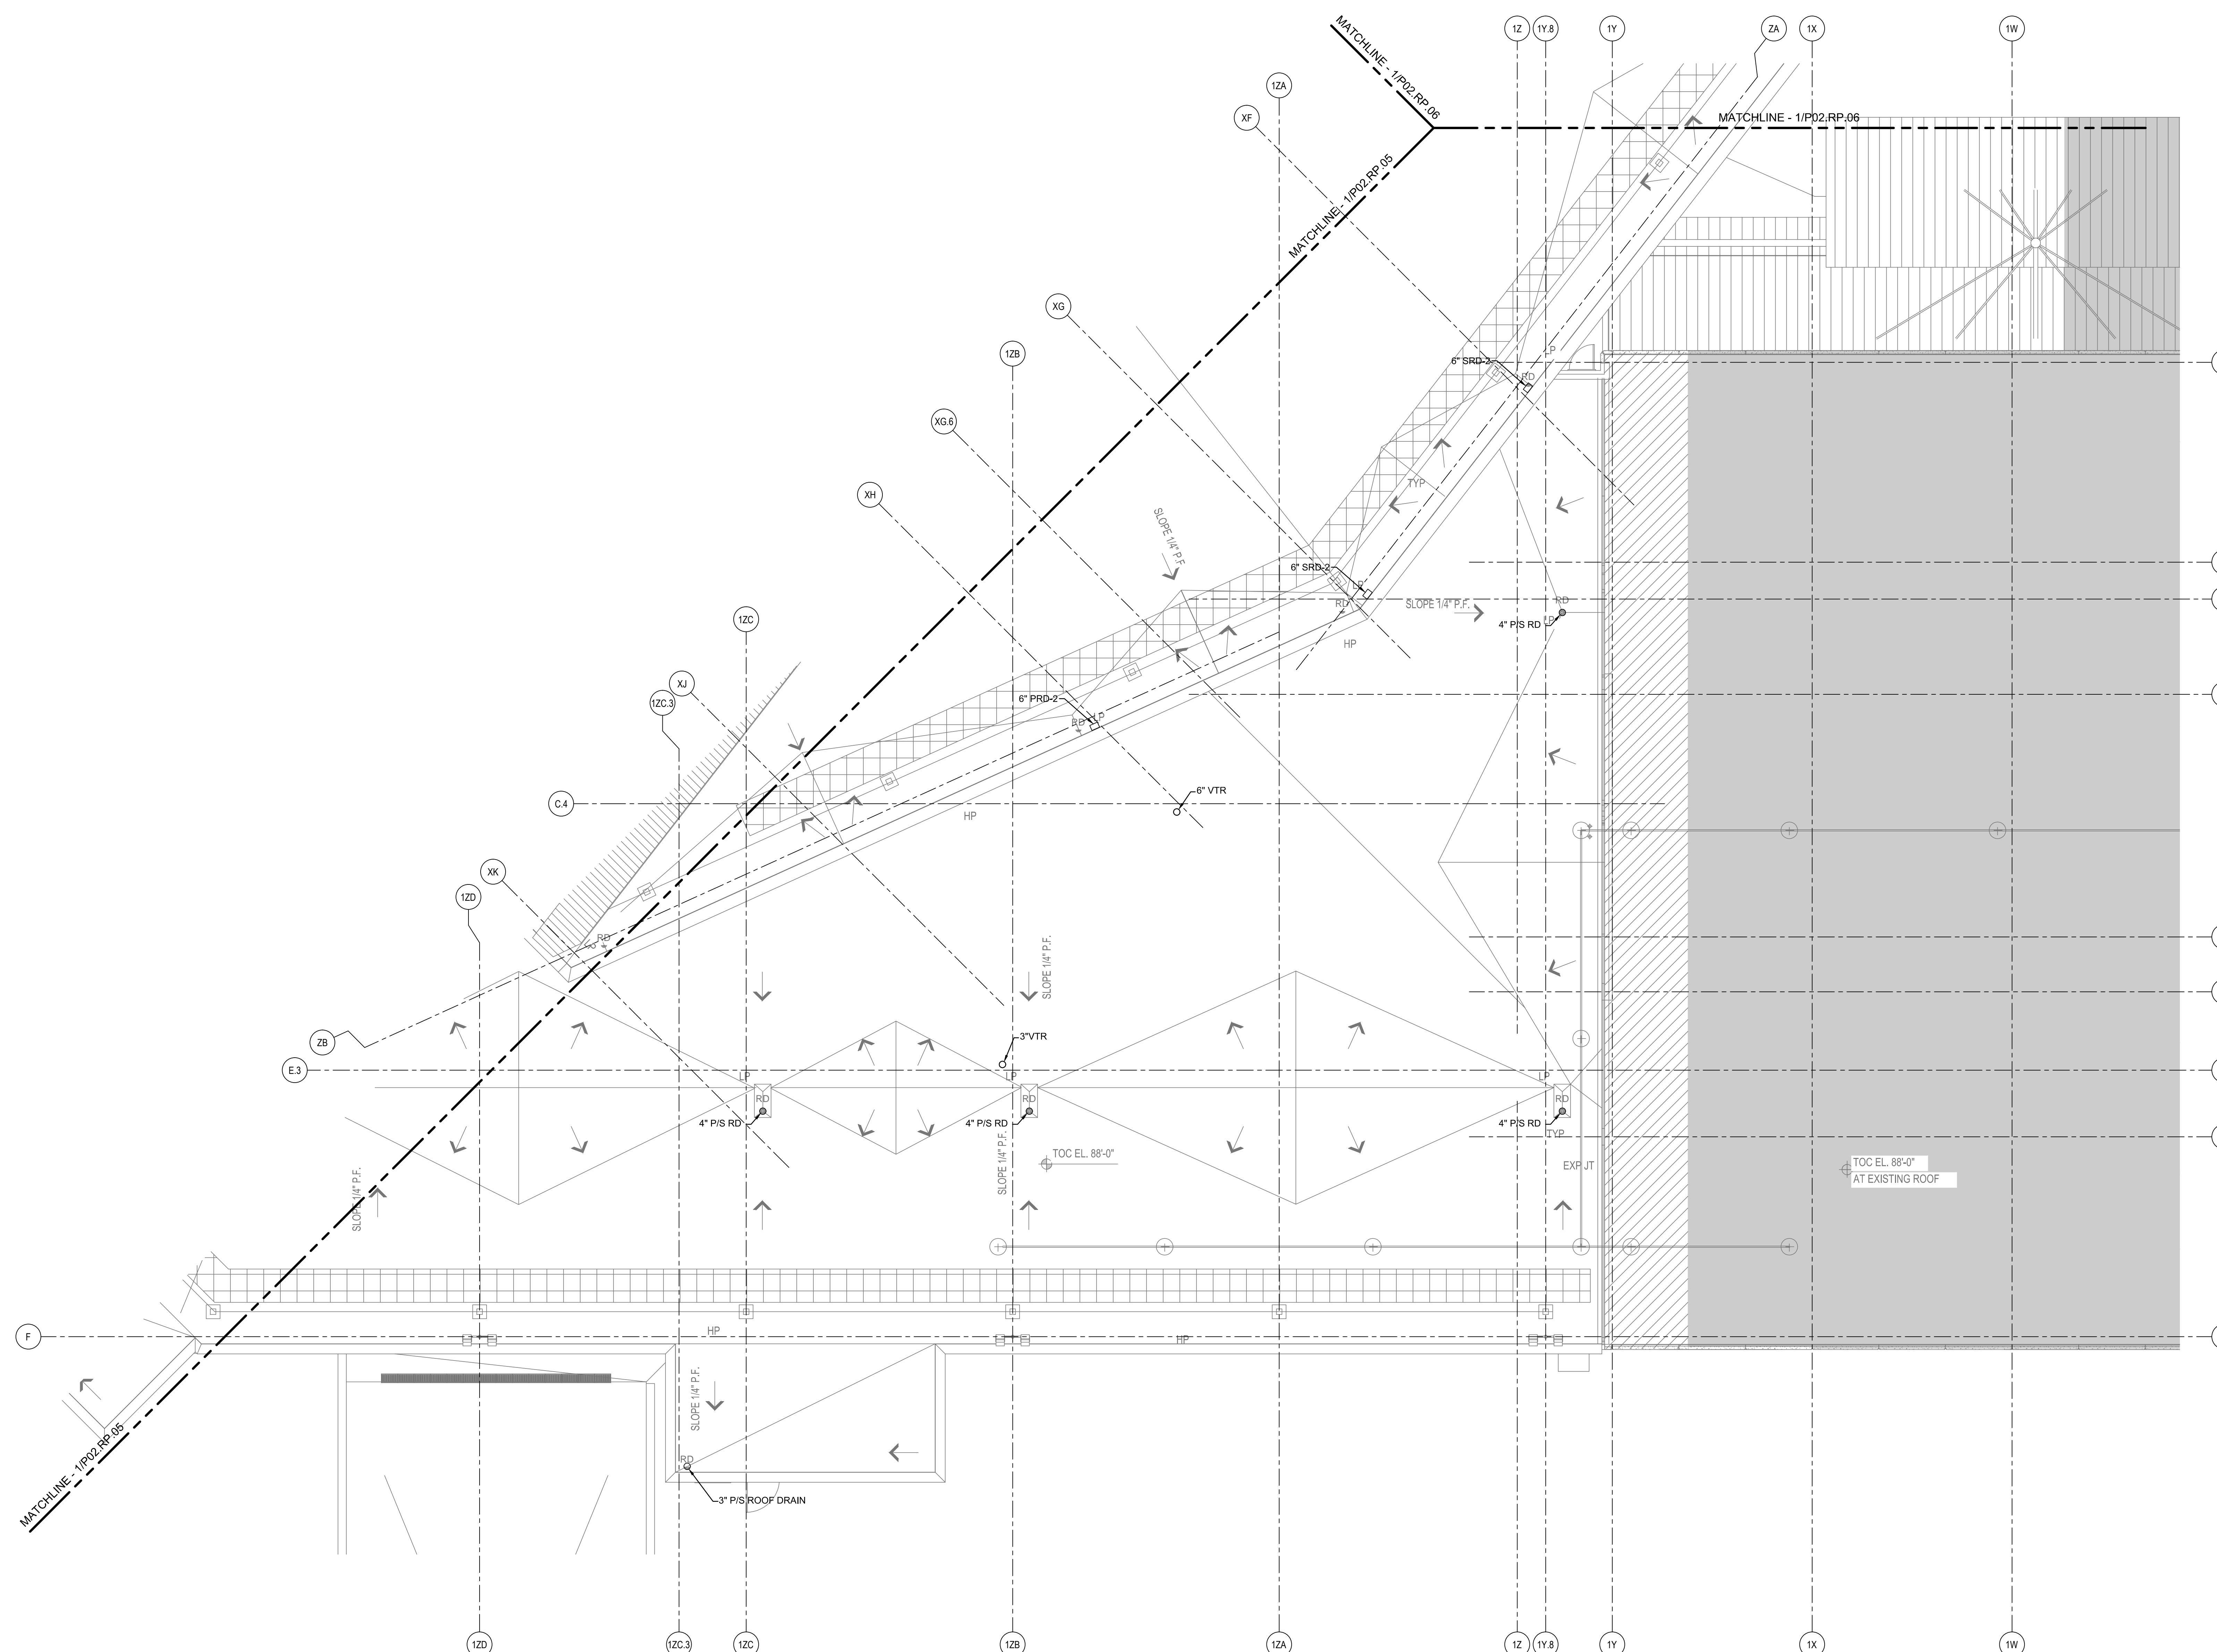 MATCHLINE - 1/P02.RP.06
1Z
1Y.8
1Y
ZA
1X
1W
1ZA
XF
MATCHLINE - 1/P02.RP.06
MATCHLINE - 1/P02.RP.05
XG
1ZB
6" SRD-2
LP
RD
XG.6
TYP
XH
SLOPE 1/4" P.F.
6" SRD-2
LP
RD
SLOPE 1/4" P.F.
RD
4" P/S RD
LP
HP
1ZC
XJ
1ZC.3
6" PRD-2
RD
LP
6" VTR
C.4
HP
XK
1ZD
RD
SLOPE 1/4" P.F.
ZB
3"VTR
E.3
LP
LP
LP
RD
RD
RD
4" P/S RD
4" P/S RD
4" P/S RD
TYP
SLOPE 1/4" P.F.
TOC EL. 88'-0"
EXP JT
TOC EL. 88'-0"
AT EXISTING ROOF
SLOPE 1/4" P.F.
F
HP
HP
SLOPE 1/4" P.F.
RD
3" P/S ROOF DRAIN
MATCHLINE - 1/P02.RP.05
1ZD
1ZC.3
1ZC
1ZB
1ZA
1Z
1Y.8
1Y
1X
1W